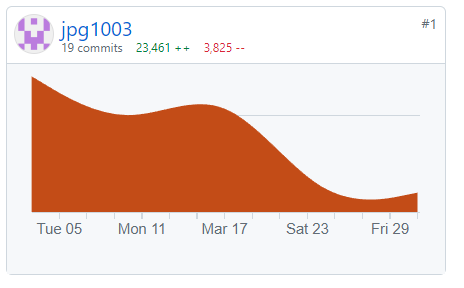 jpg1003
#1
19 commits 23,461 ++ 3,825 --
Tue 05 Mon 11 Mar 17 Sat 23 Fri 29